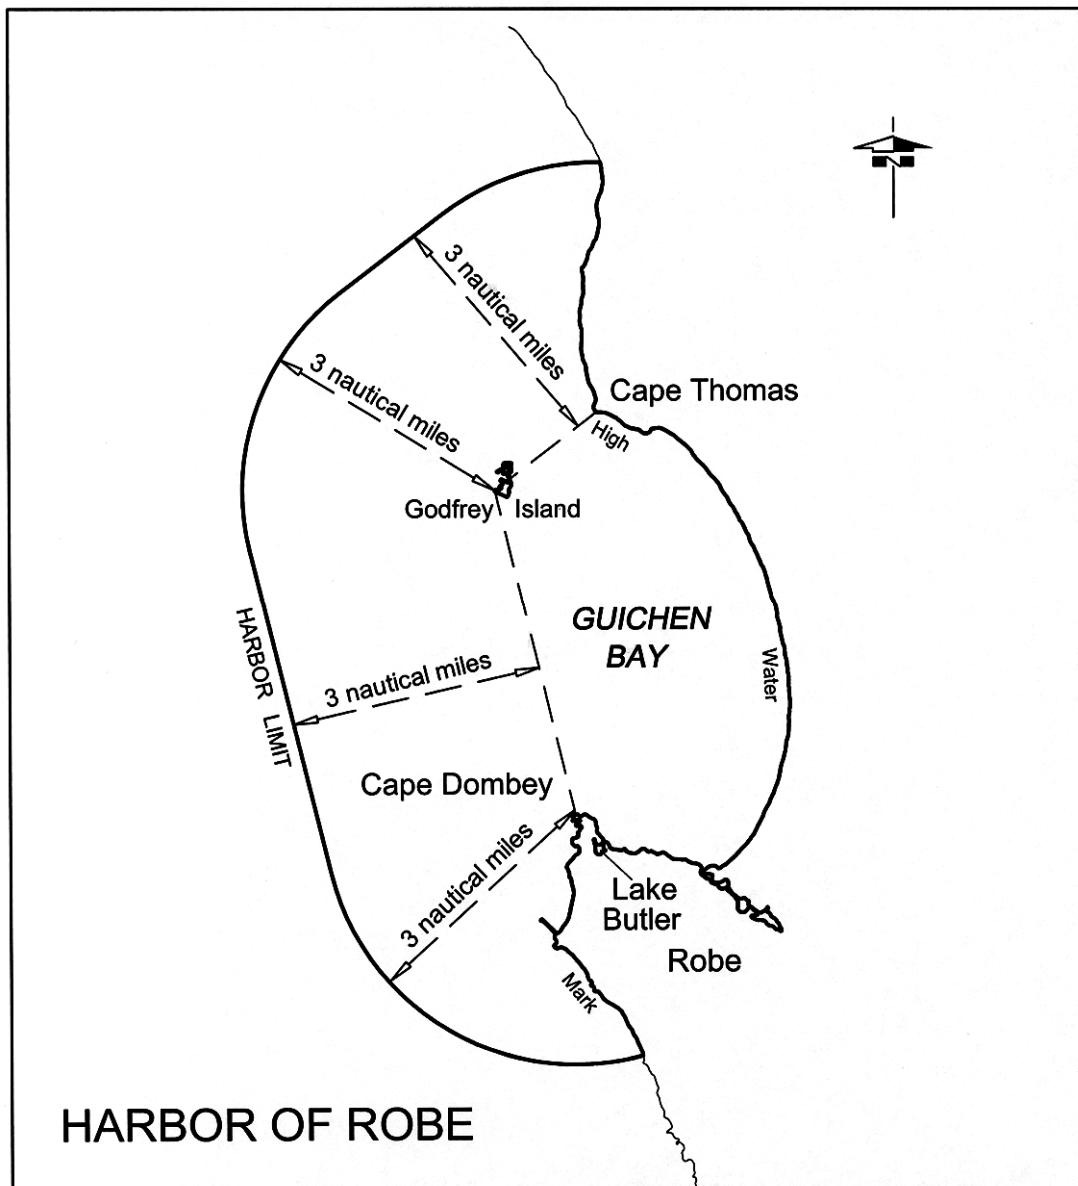 N
3 nautical miles
3 nautical miles
Cape Thomas
High
Godfrey Island
GUICHEN
BAY
HARBOR LIMIT
3 nautical miles
Water
Cape Dombey
3 nautical miles
Lake
Butler
Robe
Mark
HARBOR OF ROBE